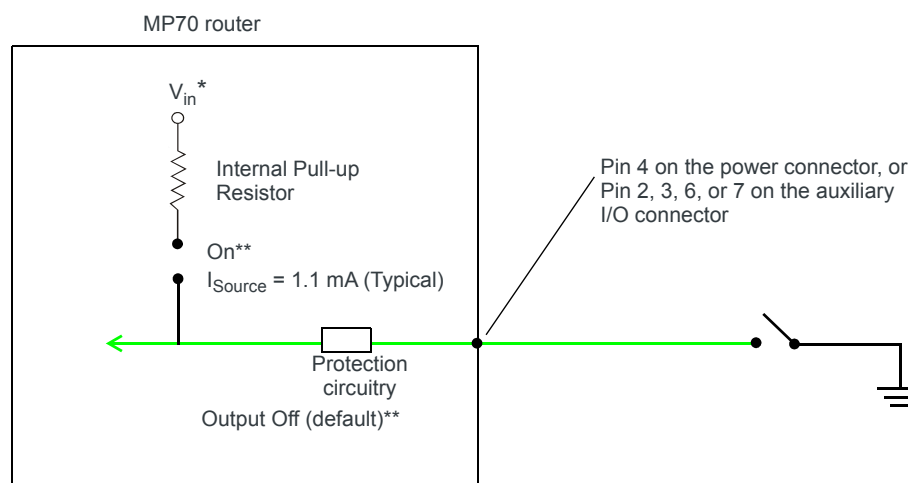 MP70 router
Vin*
Internal Pull-up
Resistor
On**
ISource = 1.1 mA (Typical)
Pin 4 on the power connector, or
Pin 2, 3, 6, or 7 on the auxiliary
I/O connector
Protection
circuitry
Output Off (default)**